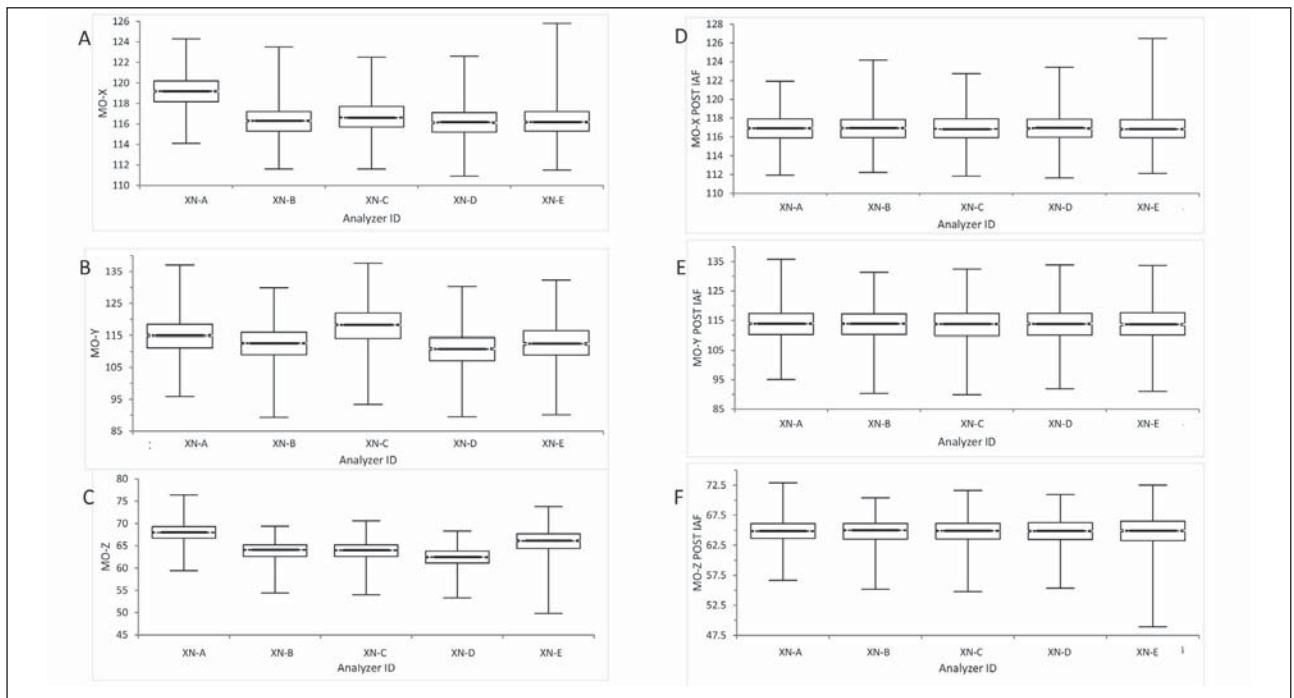 A
MO-X
126
124
122
120
118
116
114
112
110
XN-A XN-B XN-C XN-D XN-E
Analyzer ID
B
MO-Y
135
125
115
105
95
85
XN-A XN-B XN-C XN-D XN-E
Analyzer ID
C
MO-Z
80
75
70
65
60
55
50
45
XN-A XN-B XN-C XN-D XN-E
Analyzer ID
D
MO-X POST IAF
128
126
124
122
120
118
116
114
112
110
XN-A XN-B XN-C XN-D XN-E
Analyzer ID
E
MO-Y POST IAF
135
125
115
105
95
85
XN-A XN-B XN-C XN-D XN-E
Analyzer ID
F
MO-Z POST IAF
72.5
67.5
62.5
57.5
52.5
47.5
XN-A XN-B XN-C XN-D XN-E
Analyzer ID